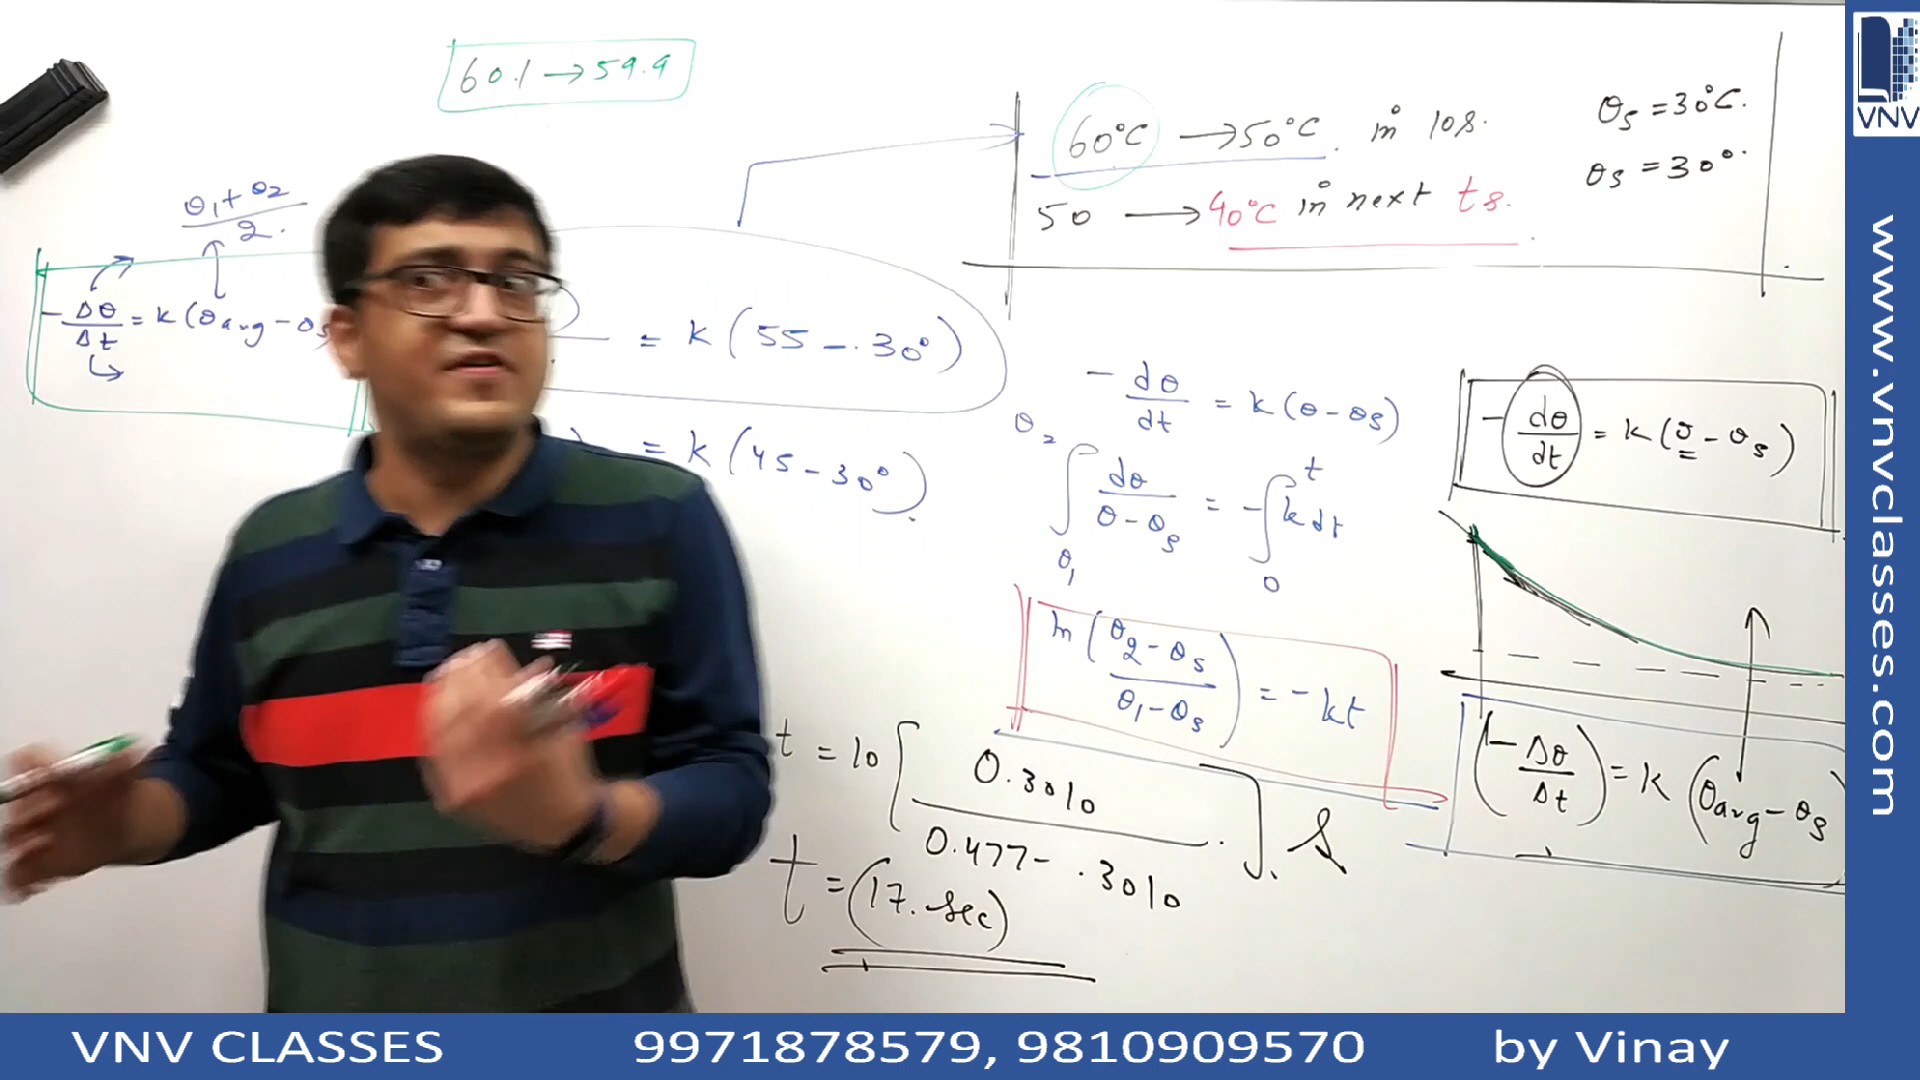 60.1 → 59.9
60°C → 50°C in 10s.
θs = 30°C.
50 → 40°C in next ts.
θs = 30°.
θ1 + θ2
2.
- Δθ/Δt = k(θavg - θs
= k(55 - 30°)
= k(45 - 30°)
- dθ/dt = k(θ - θs)
∫θ1^θ2 dθ/(θ - θs) = - ∫0^t k dt
ln((θ2 - θs)/(θ1 - θs)) = - kt
- dθ/dt = k(θ - θs)
(- Δθ/Δt) = k(θavg - θs
t = 10 [0.3010 / 0.477 - .3010] . s
t = (17. sec)
VNV
www.vnvclasses.com
VNV CLASSES 9971878579, 9810909570 by Vinay